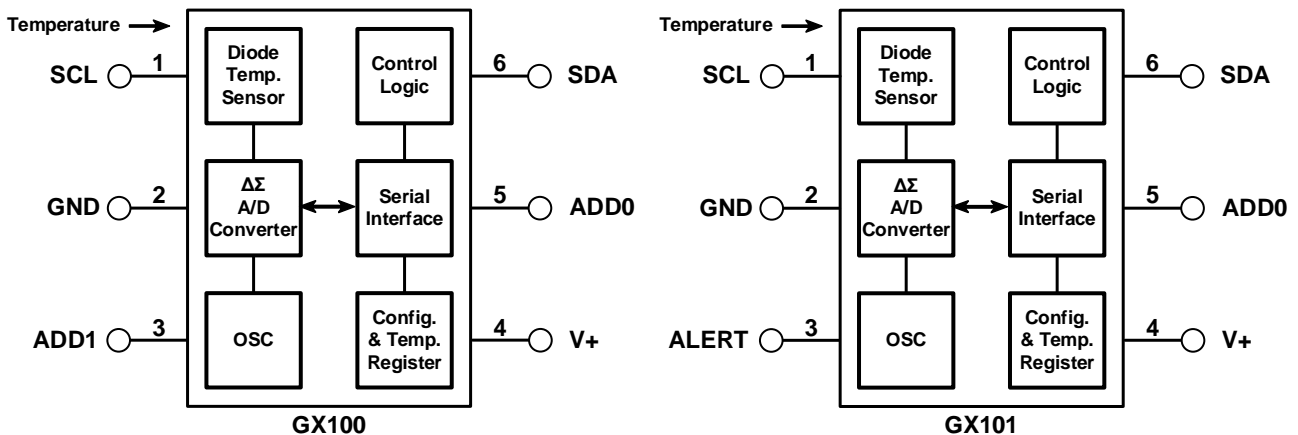 Temperature
SCL
1
Diode
Temp.
Sensor
Control
Logic
6
SDA
GND
2
ΔΣ
A/D
Converter
Serial
Interface
5
ADD0
ADD1
3
OSC
Config.
& Temp.
Register
4
V+
GX100
Temperature
SCL
1
Diode
Temp.
Sensor
Control
Logic
6
SDA
GND
2
ΔΣ
A/D
Converter
Serial
Interface
5
ADD0
ALERT
3
OSC
Config.
& Temp.
Register
4
V+
GX101